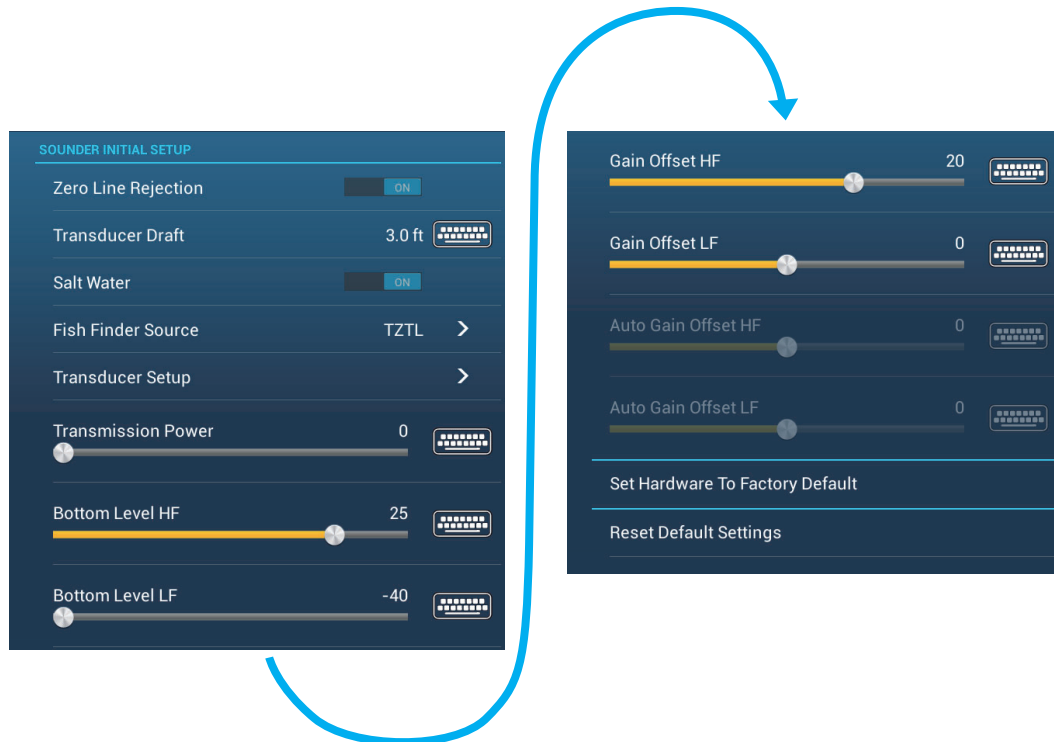 SOUNDER INITIAL SETUP
Zero Line Rejection ON
Transducer Draft 3.0 ft
Salt Water ON
Fish Finder Source TZTL
Transducer Setup
Transmission Power 0
Bottom Level HF 25
Bottom Level LF -40
Gain Offset HF 20
Gain Offset LF 0
Auto Gain Offset HF 0
Auto Gain Offset LF 0
Set Hardware To Factory Default
Reset Default Settings